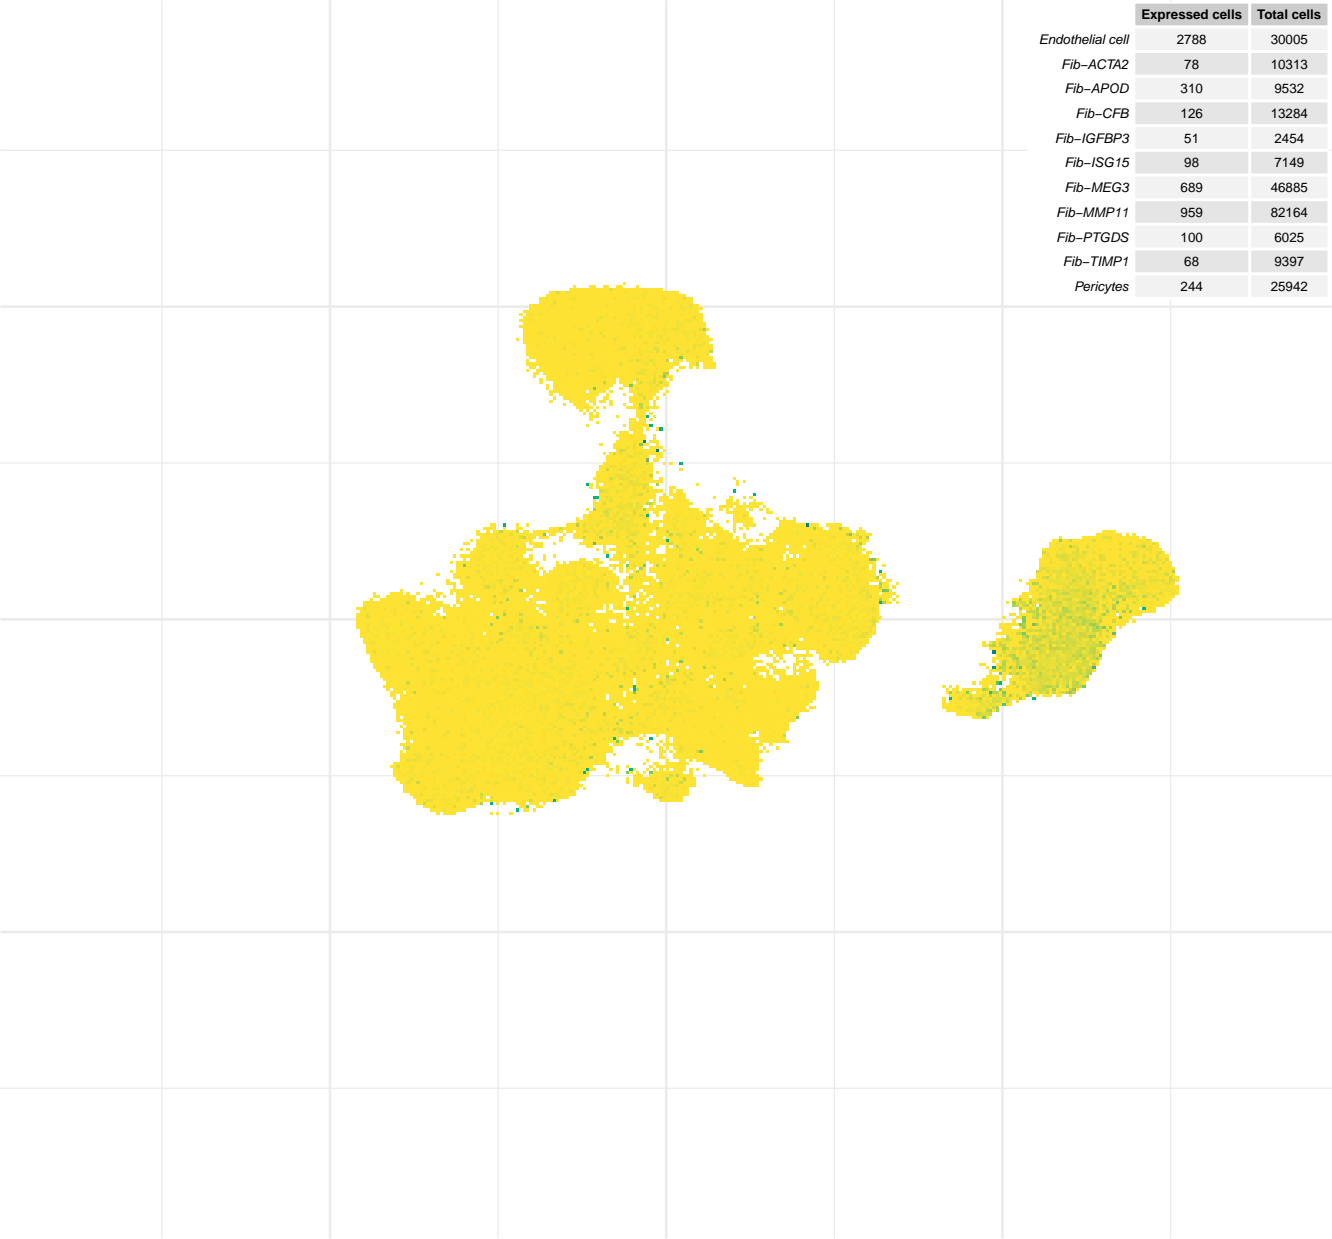 Expressed cells Total cells
Endothelial cell 2788 30005
Fib−ACTA2 78 10313
Fib−APOD 310 9532
Fib−CFB 126 13284
Fib−IGFBP3 51 2454
Fib−ISG15 98 7149
Fib−MEG3 689 46885
Fib−MMP11 959 82164
Fib−PTGDS 100 6025
Fib−TIMP1 68 9397
Pericytes 244 25942